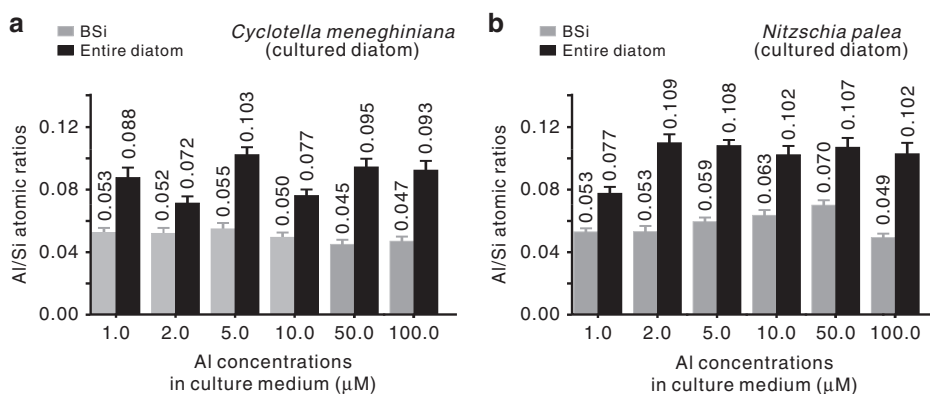 a
BSi
Entire diatom
Cyclotella meneghiniana
(cultured diatom)
Al/Si atomic ratios
0.12
0.08
0.04
0.00
0.053
0.088
0.052
0.072
0.055
0.103
0.050
0.077
0.045
0.095
0.047
0.093
1.0
2.0
5.0
10.0
50.0
100.0
Al concentrations
in culture medium (μM)
b
BSi
Entire diatom
Nitzschia palea
(cultured diatom)
Al/Si atomic ratios
0.12
0.08
0.04
0.00
0.053
0.077
0.053
0.109
0.059
0.108
0.063
0.102
0.070
0.107
0.049
0.102
1.0
2.0
5.0
10.0
50.0
100.0
Al concentrations
in culture medium (μM)